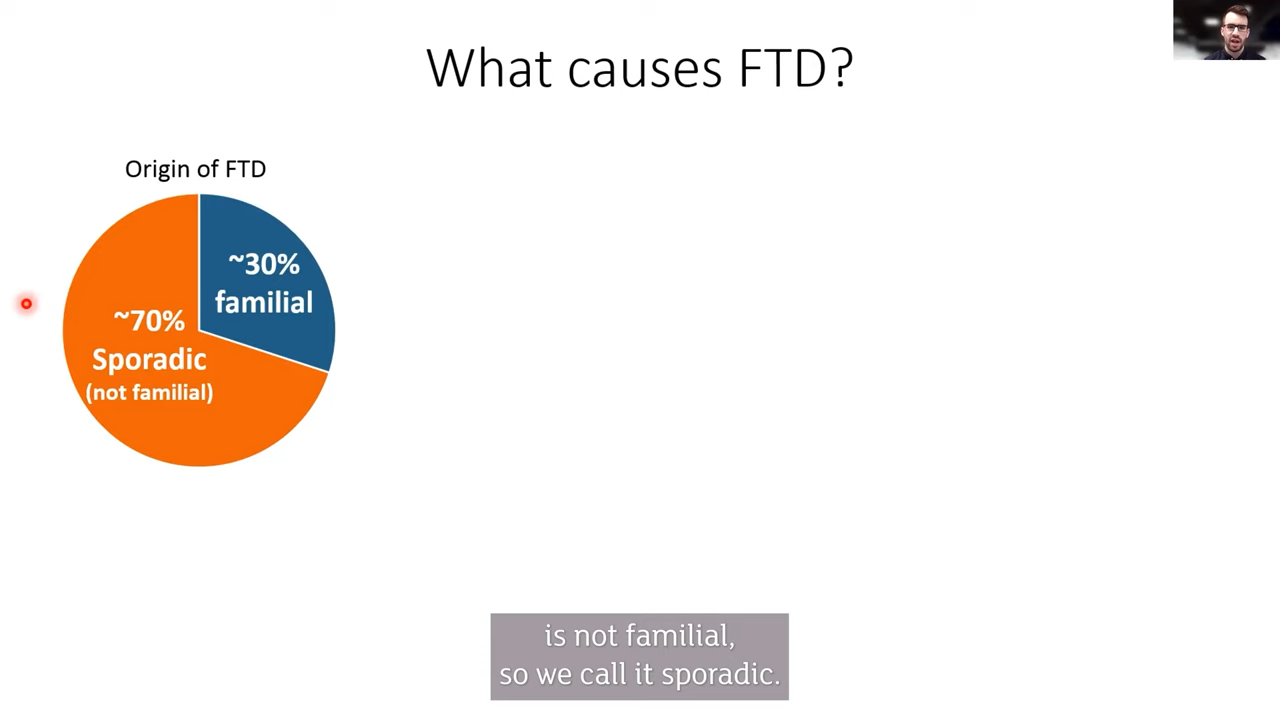 What causes FTD?
Origin of FTD
~30%
familial
~70%
Sporadic
(not familial)
is not familial,
so we call it sporadic.